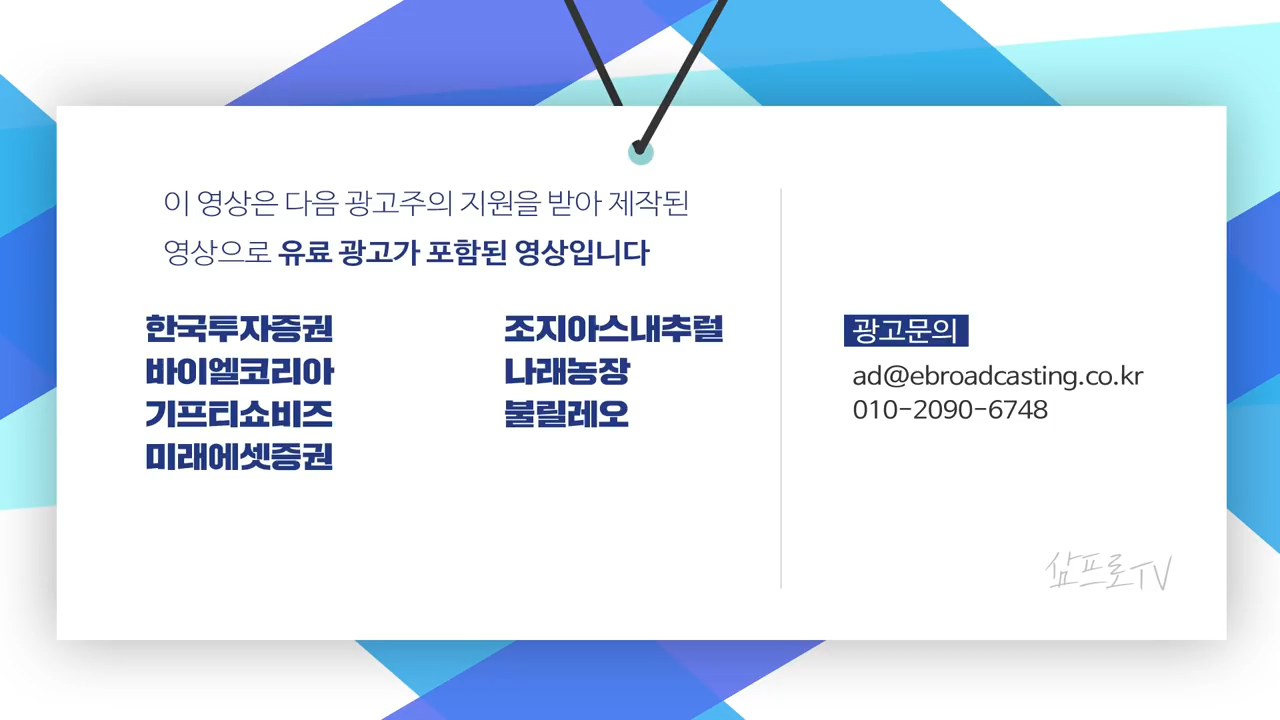 이 영상은 다음 광고주의 지원을 받아 제작된
영상으로 유료 광고가 포함된 영상입니다
한국투자증권
바이엘코리아
기프티쇼비즈
미래에셋증권
조지아스내추럴
나래농장
불릴레오
광고문의
ad@ebroadcasting.co.kr
010-2090-6748
삼프로TV